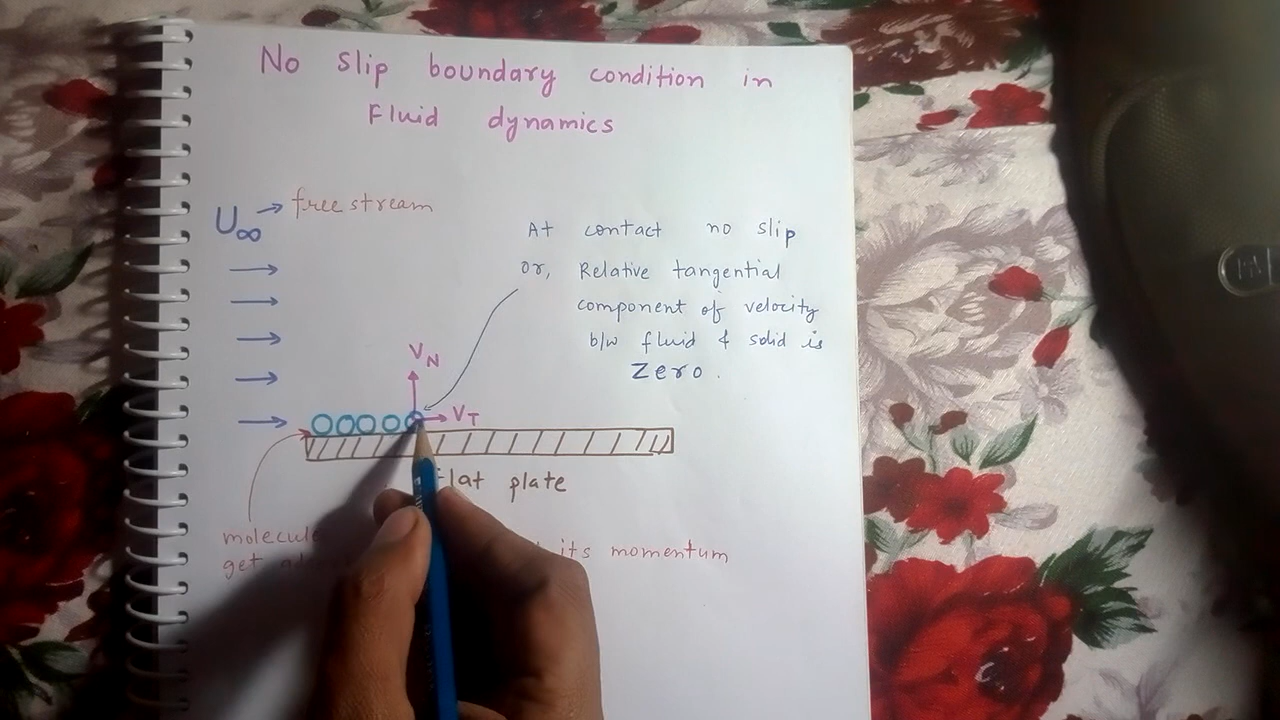 No slip boundary condition in
Fluid dynamics
U∞ → free stream
At contact no slip
or, Relative tangential
component of velocity
b/w fluid & solid is
Zero.
VN
VT
plate
its momentum
get